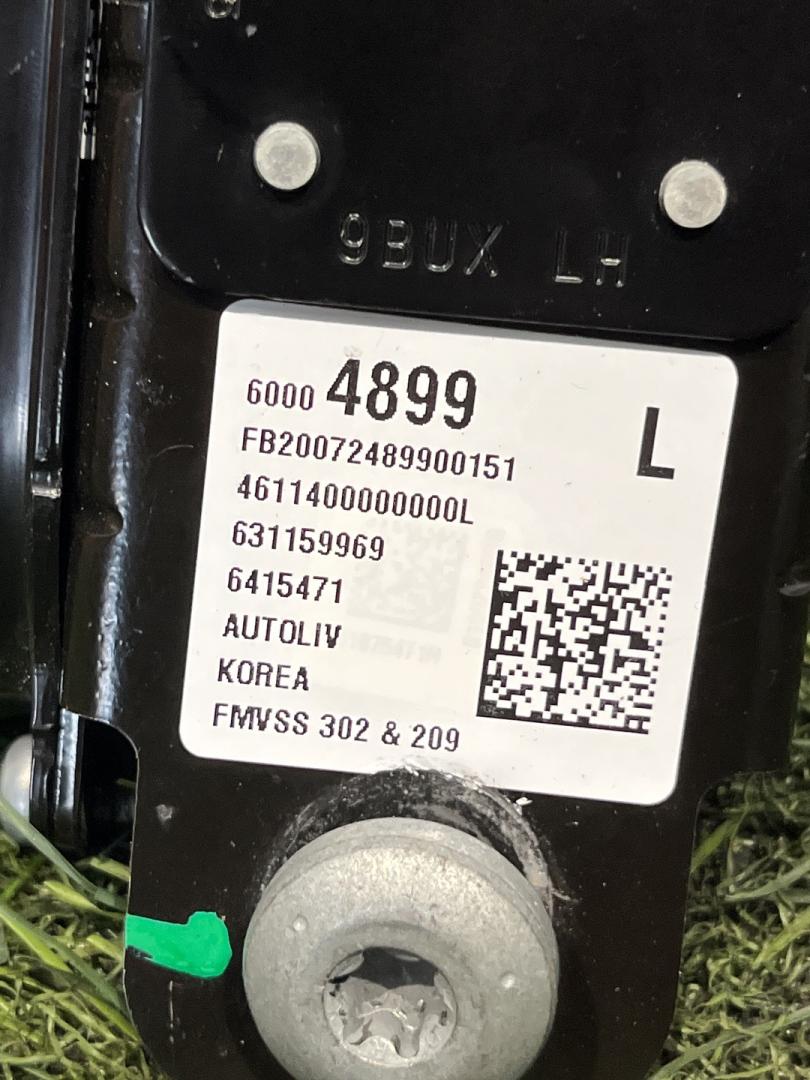 9BUX LH
6000 4899
L
FB20072489900151
4611400000000L
631159969
6415471
AUTOLIV
KOREA
FMVSS 302 & 209